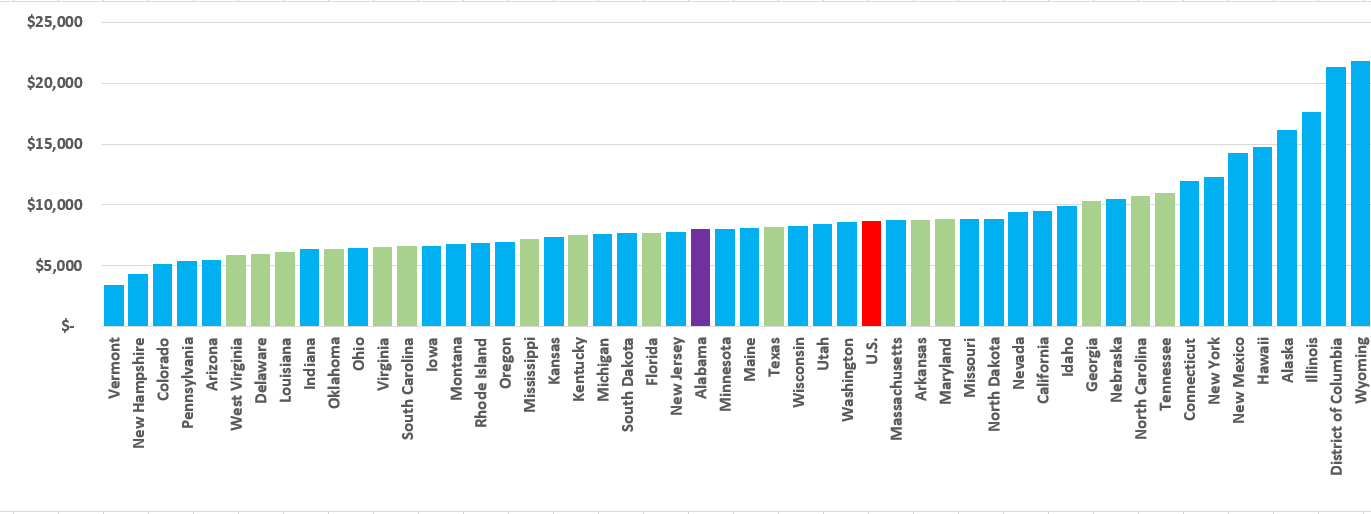 $25,000
$20,000
$15,000
$10,000
$5,000
$-
Vermont
New Hampshire
Colorado
Pennsylvania
Arizona
West Virginia
Delaware
Louisiana
Indiana
Oklahoma
Ohio
Virginia
South Carolina
Iowa
Montana
Rhode Island
Oregon
Mississippi
Kansas
Kentucky
Michigan
South Dakota
Florida
New Jersey
Alabama
Minnesota
Maine
Texas
Wisconsin
Utah
Washington
U.S.
Massachusetts
Arkansas
Maryland
Missouri
North Dakota
Nevada
California
Idaho
Georgia
Nebraska
North Carolina
Tennessee
Connecticut
New York
New Mexico
Hawaii
Alaska
Illinois
District of Columbia
Wyoming